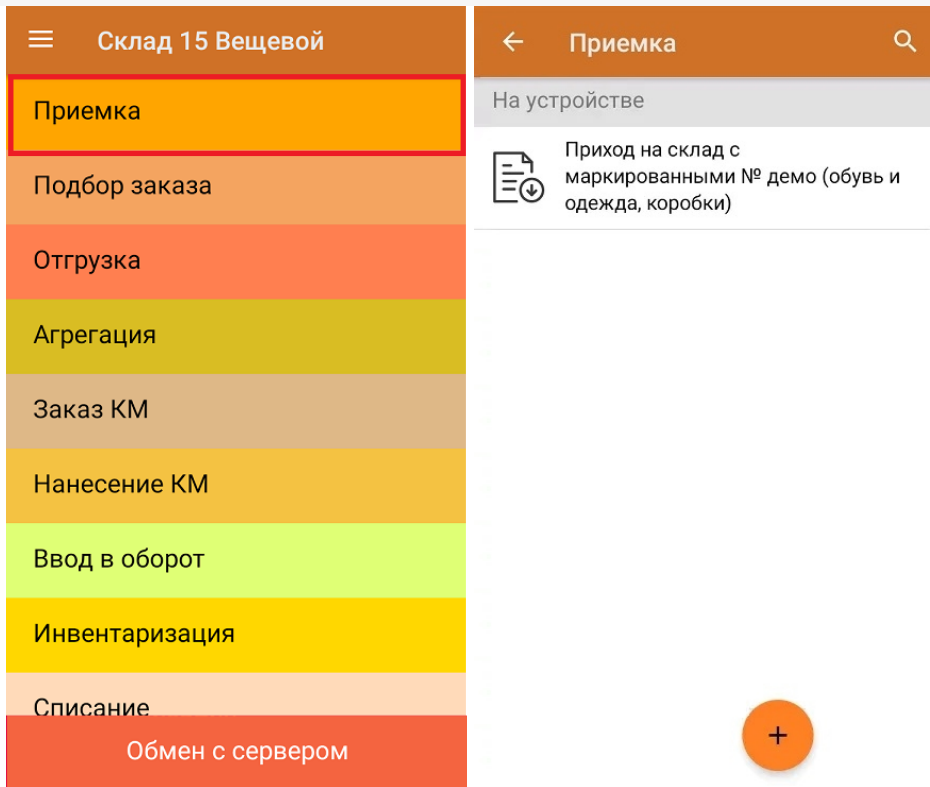 Склад 15 Вещевой
Приемка
Подбор заказа
Отгрузка
Агрегация
Заказ КМ
Нанесение КМ
Ввод в оборот
Инвентаризация
Списание
Обмен с сервером
Приемка
На устройстве
Приход на склад с
маркированными № демо (обувь и
одежда, коробки)
+